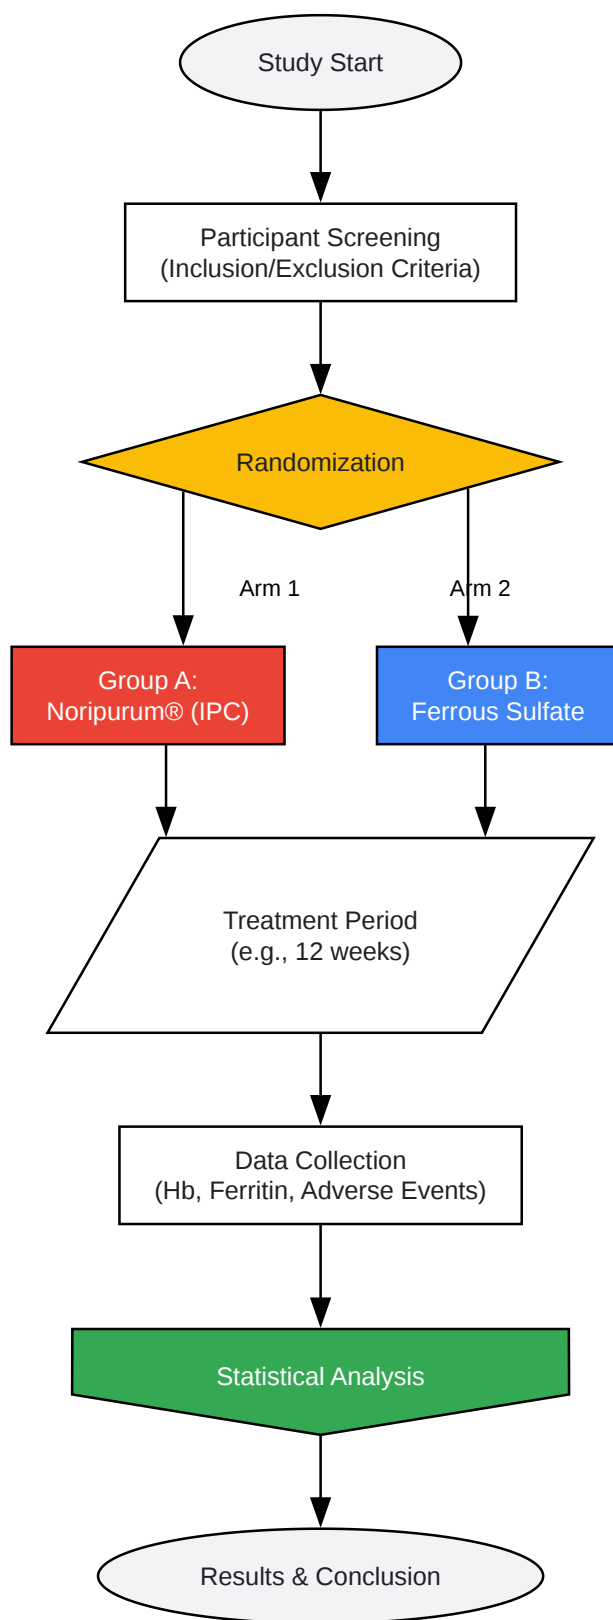 Study Start
Participant Screening
(Inclusion/Exclusion Criteria)
Randomization
Arm 1
Arm 2
Group A:
Noripurum® (IPC)
Group B:
Ferrous Sulfate
Treatment Period
(e.g., 12 weeks)
Data Collection
(Hb, Ferritin, Adverse Events)
Statistical Analysis
Results & Conclusion